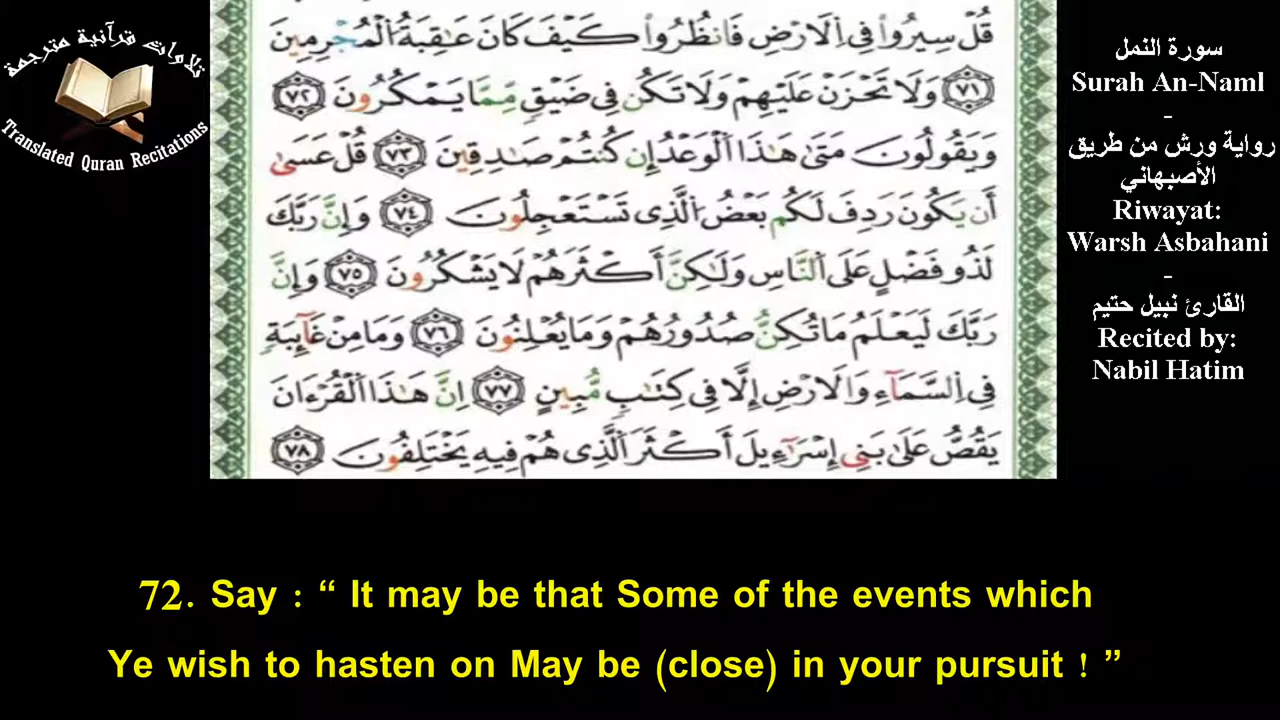 تلاوات قرآنية مترجمة
Translated Quran Recitations
قُلْ سِيرُواْ فِى اِلَارْضِ فَانظُرُواْ كَيْفَ كَانَ عَٰقِبَةُ اُلْمُجْرِمِينَ
٧١ وَلَا تَحْزَنْ عَلَيْهِمْ وَلَا تَكُن فِى ضَيْقٍ مِّمَّا يَمْكُرُونَ ٧٢
وَيَقُولُونَ مَتَىٰ هَٰذَا اَلْوَعْدُ إِن كُنتُمْ صَٰدِقِينَ ٧٣ قُلْ عَسَىٰ
أَن يَكُونَ رَدِفَ لَكُم بَعْضُ اُلَّذِى تَسْتَعْجِلُونَ ٧٤ وَإِنَّ رَبَّكَ
لَذُو فَضْلٍ عَلَى اَلنَّاسِ وَلَٰكِنَّ أَكْثَرَهُمْ لَا يَشْكُرُونَ ٧٥ وَإِنَّ
رَبَّكَ لَيَعْلَمُ مَا تُكِنُّ صُدُورُهُمْ وَمَا يُعْلِنُونَ ٧٦ وَمَا مِنْ غَآئِبَةٍ
فِى اِلسَّمَآءِ وَالَارْضِ إِلَّا فِى كِتَٰبٍ مُّبِينٍ ٧٧ اِنَّ هَٰذَا اَلْقُرْءَانَ
يَقُصُّ عَلَىٰ بَنِى إِسْرَآءِيلَ أَكْثَرَ اَلَّذِى هُمْ فِيهِ يَخْتَلِفُونَ ٧٨
سورة النمل
Surah An-Naml
-
رواية ورش من طريق
الأصبهاني
Riwayat:
Warsh Asbahani
-
القارئ نبيل حتيم
Recited by:
Nabil Hatim
72. Say : “ It may be that Some of the events which
Ye wish to hasten on May be (close) in your pursuit ! ”